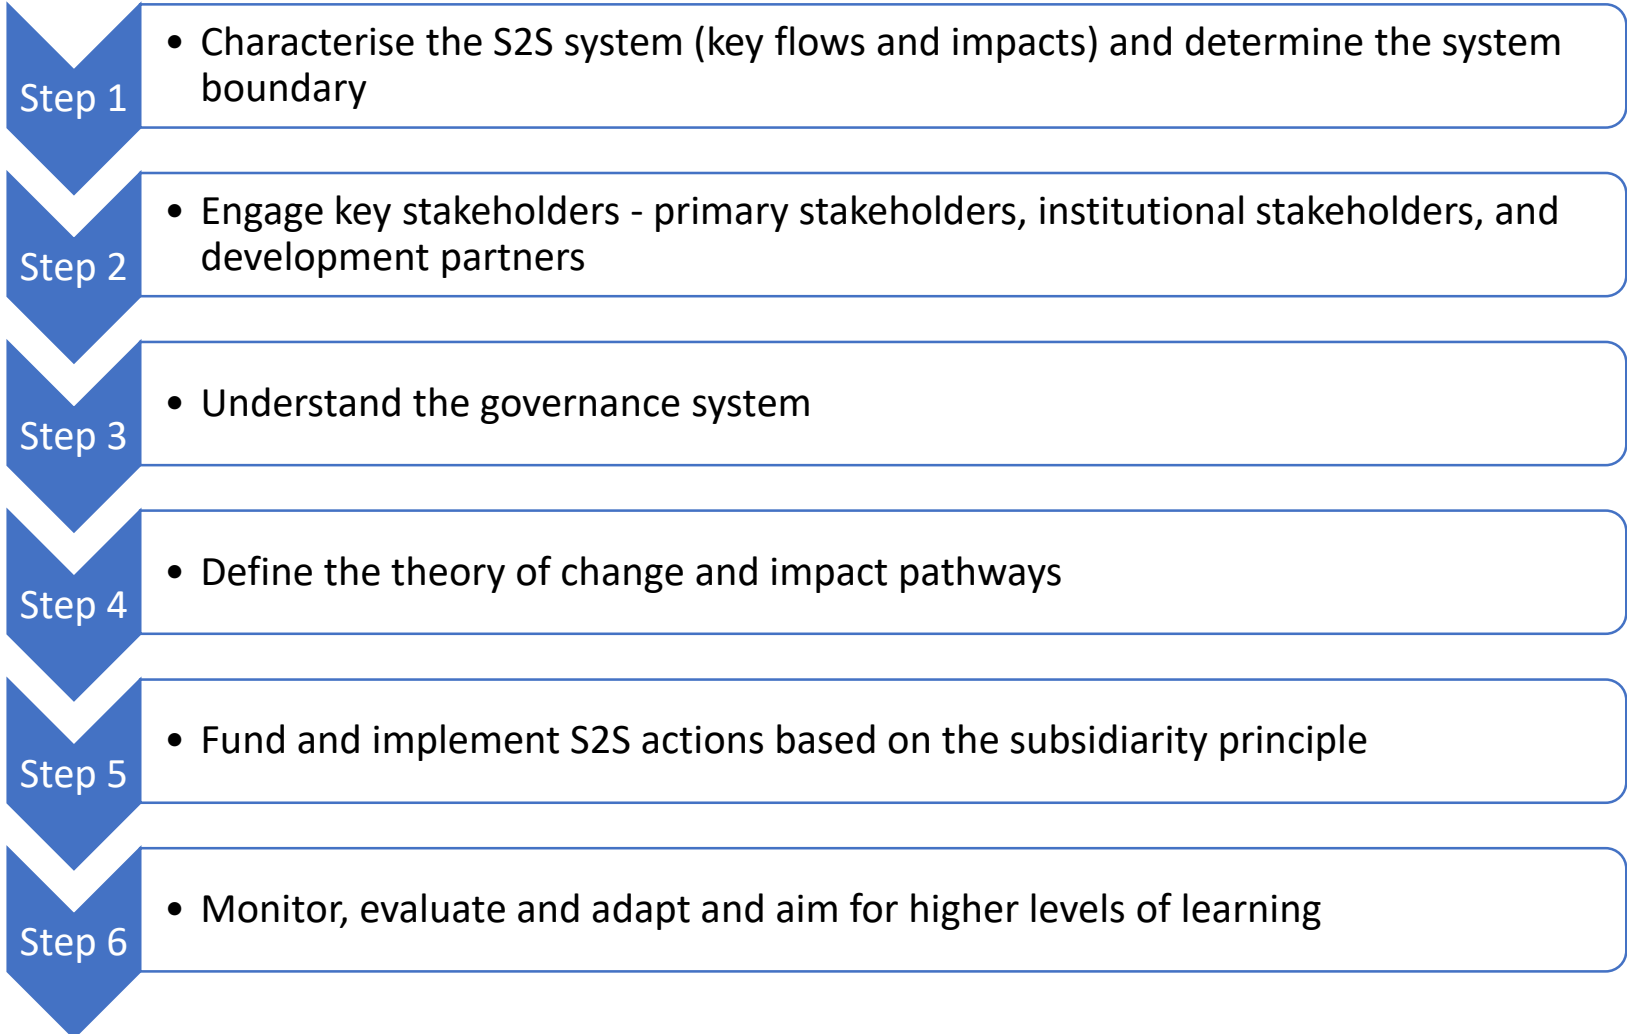 Step 1
• Characterise the S2S system (key flows and impacts) and determine the system
boundary
Step 2
• Engage key stakeholders - primary stakeholders, institutional stakeholders, and
development partners
Step 3
• Understand the governance system
Step 4
• Define the theory of change and impact pathways
Step 5
• Fund and implement S2S actions based on the subsidiarity principle
Step 6
• Monitor, evaluate and adapt and aim for higher levels of learning